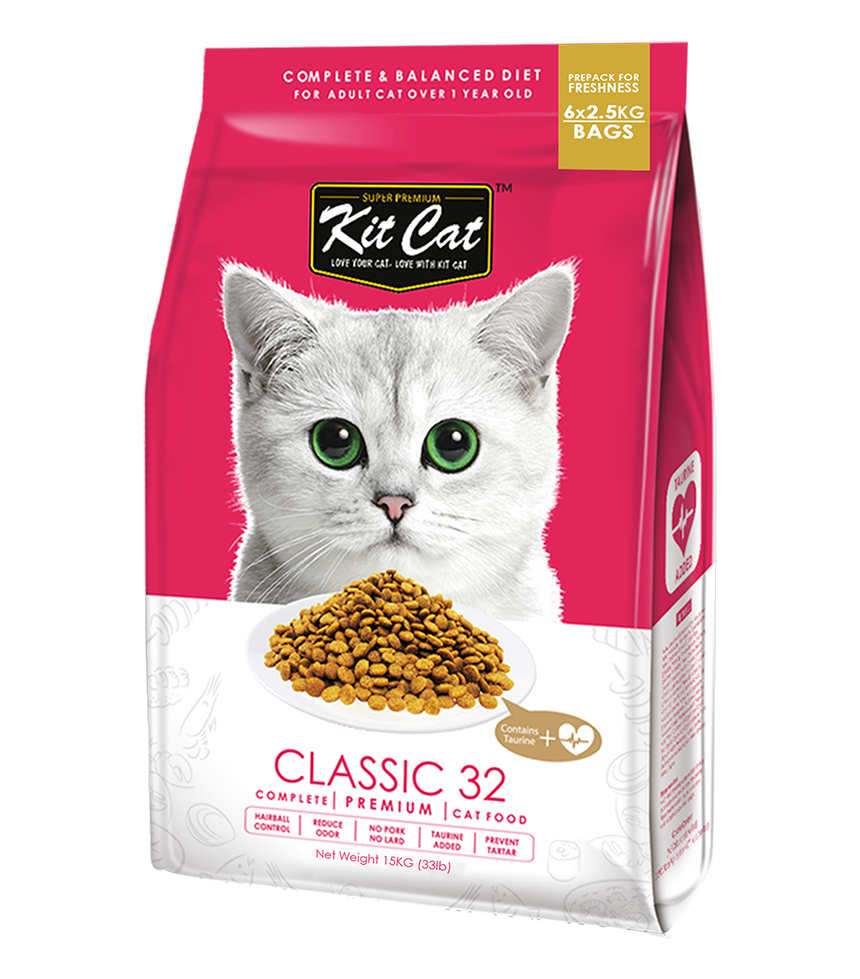 COMPLETE & BALANCED DIET
FOR ADULT CAT OVER 1 YEAR OLD
PREPACK FOR
FRESHNESS
6x2.5KG
BAGS
SUPER PREMIUM
Kit Cat
TM
LOVE YOUR CAT, LOVE WITH KIT CAT
TAURINE
ADDED
Contains
Taurine +
CLASSIC 32
COMPLETE | PREMIUM | CAT FOOD
HAIRBALL CONTROL
REDUCE ODOR
NO PORK NO LARD
TAURINE ADDED
PREVENT TARTAR
Net Weight 15KG (33lb)